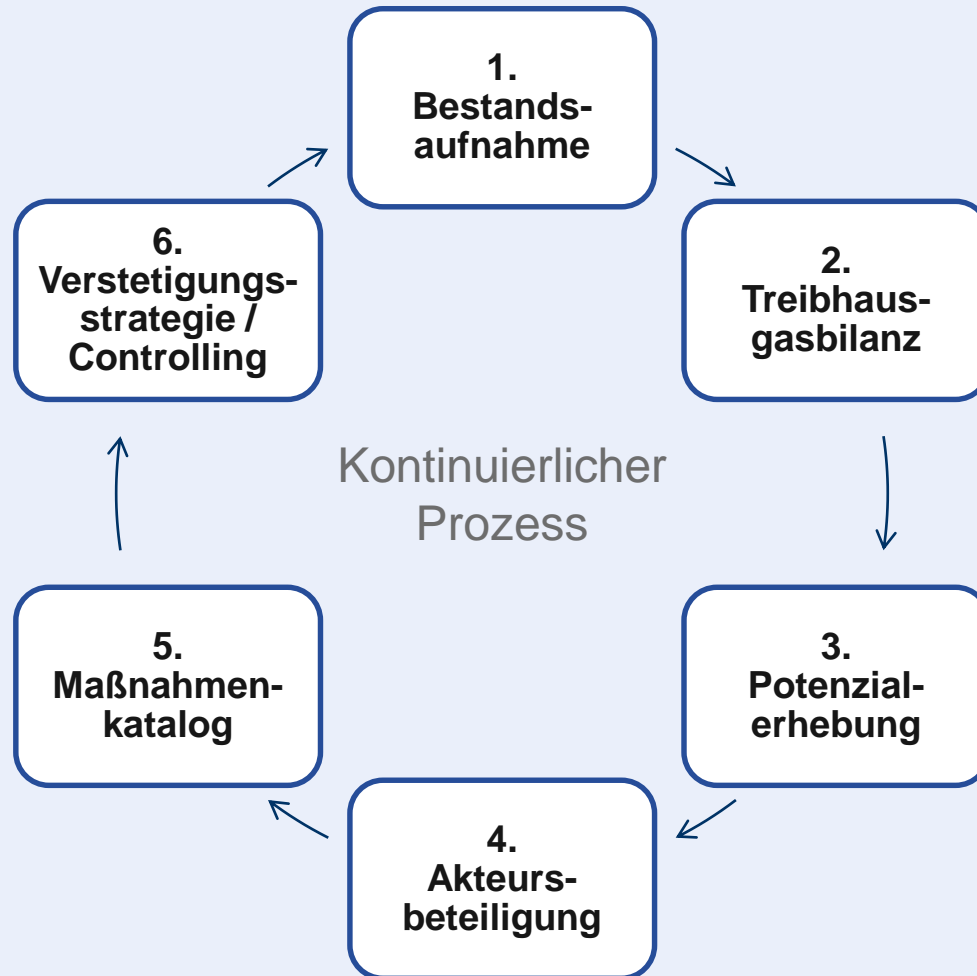 1.
Bestands-
aufnahme
2.
Treibhaus-
gasbilanz
3.
Potenzial-
erhebung
4.
Akteurs-
beteiligung
5.
Maßnahmen-
katalog
6.
Verstetigungs-
strategie /
Controlling
Kontinuierlicher
Prozess